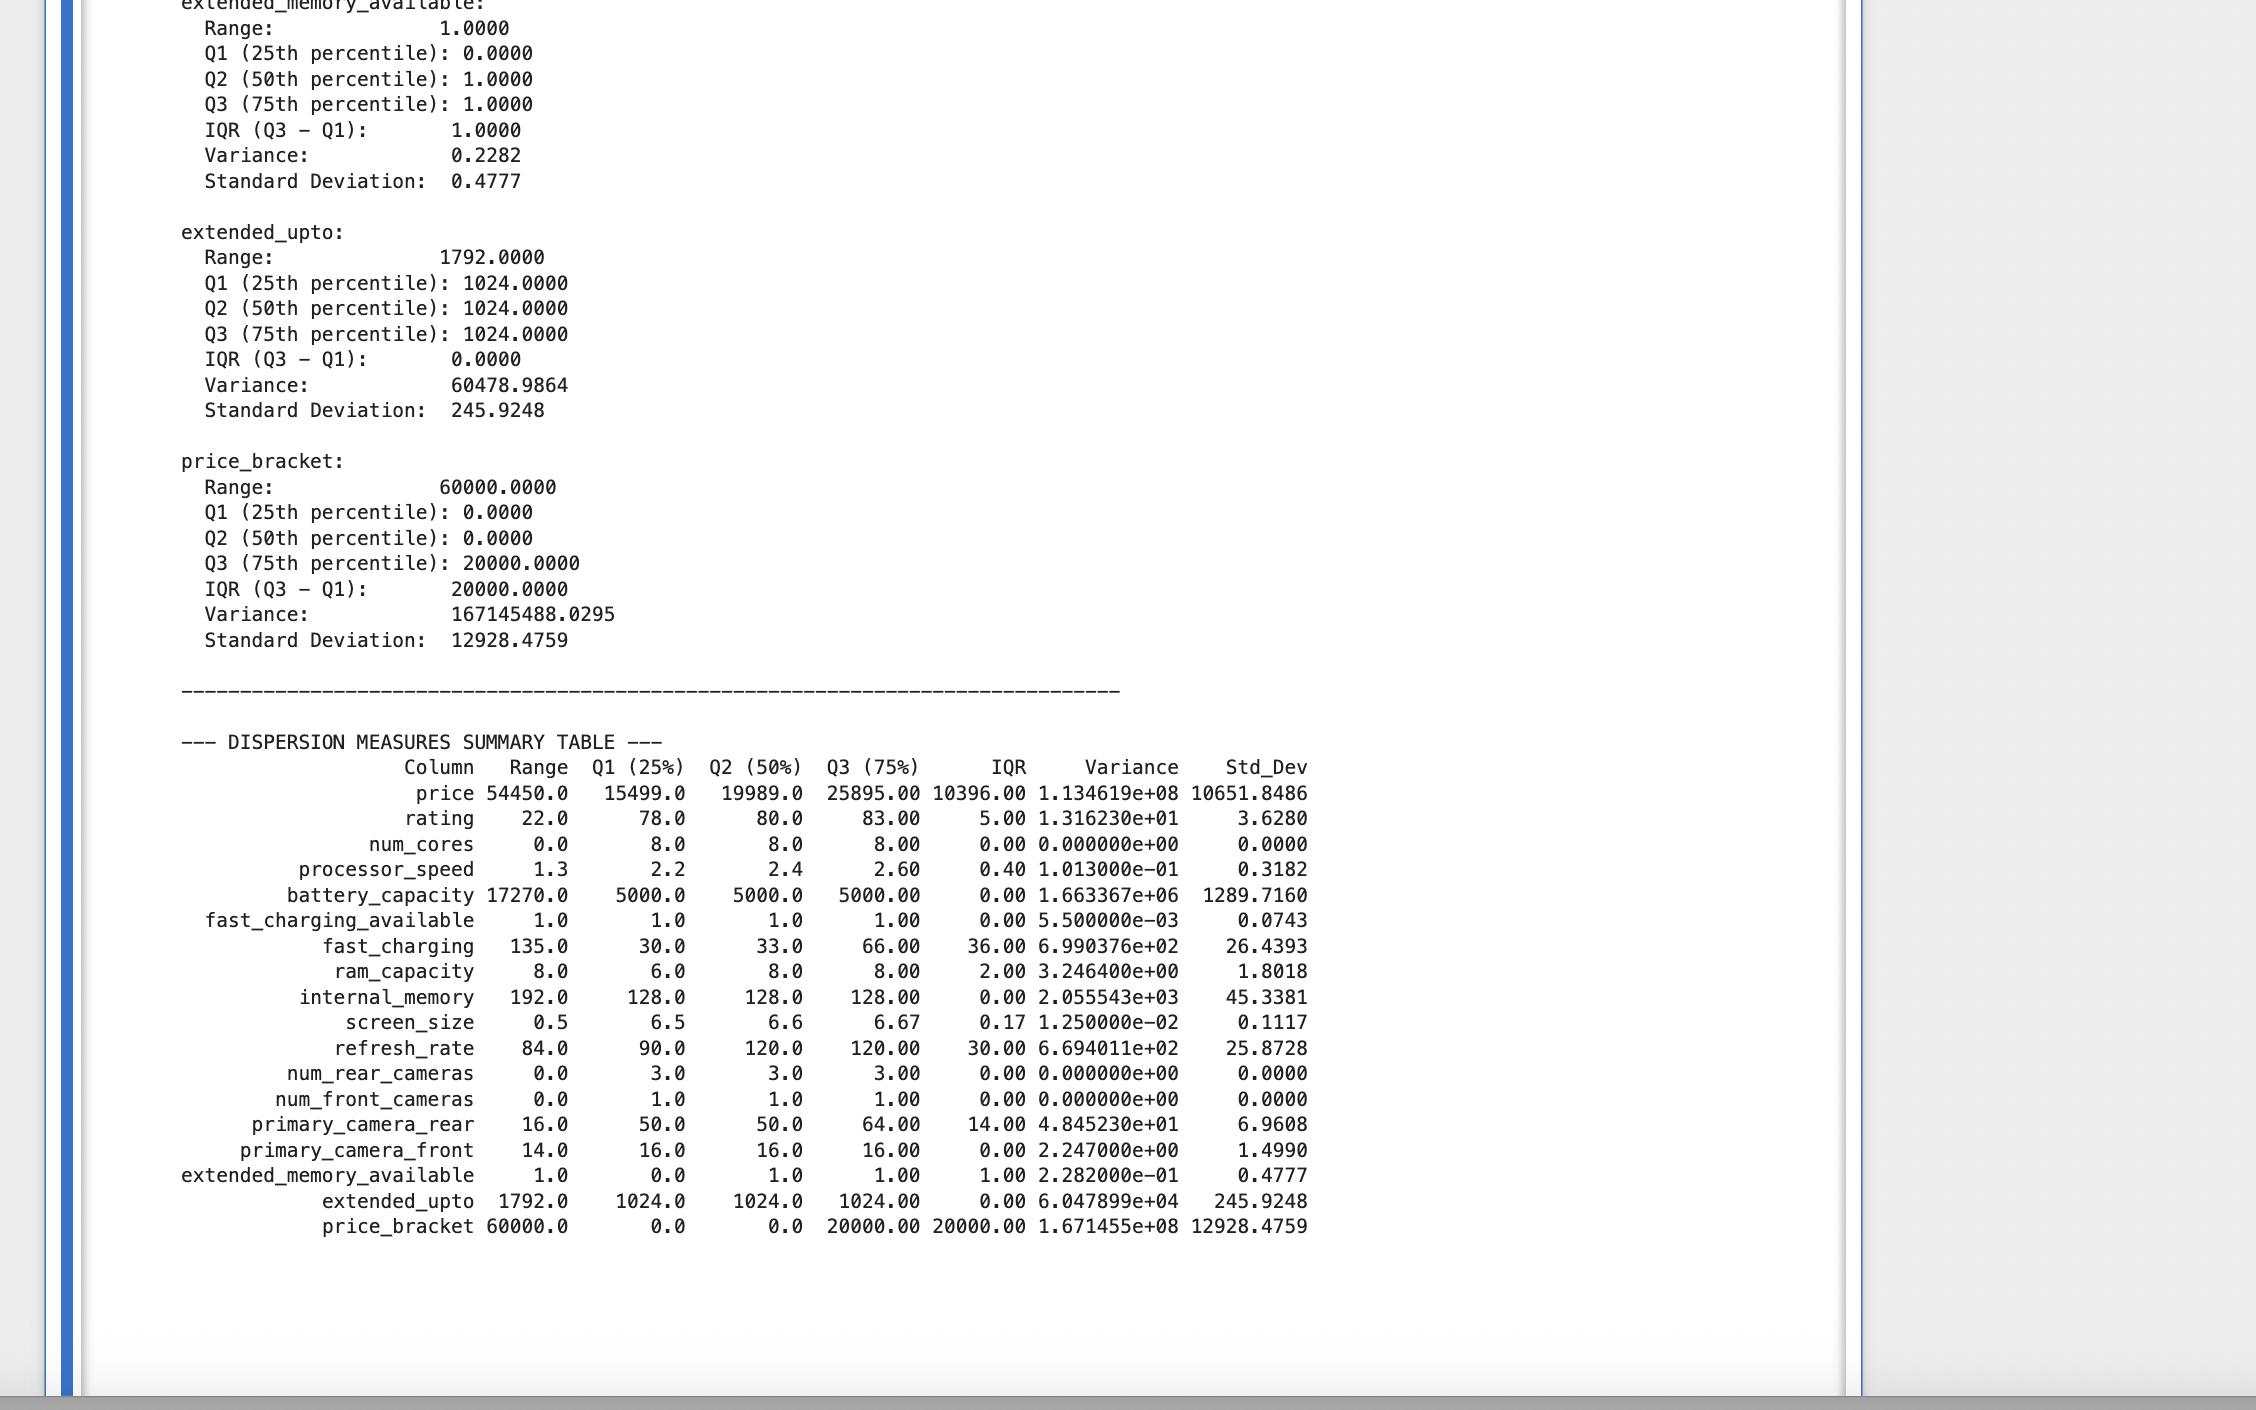 extended_memory_available:
Range: 1.0000
Q1 (25th percentile): 0.0000
Q2 (50th percentile): 1.0000
Q3 (75th percentile): 1.0000
IQR (Q3 – Q1): 1.0000
Variance: 0.2282
Standard Deviation: 0.4777
extended_upto:
Range: 1792.0000
Q1 (25th percentile): 1024.0000
Q2 (50th percentile): 1024.0000
Q3 (75th percentile): 1024.0000
IQR (Q3 – Q1): 0.0000
Variance: 60478.9864
Standard Deviation: 245.9248
price_bracket:
Range: 60000.0000
Q1 (25th percentile): 0.0000
Q2 (50th percentile): 0.0000
Q3 (75th percentile): 20000.0000
IQR (Q3 – Q1): 20000.0000
Variance: 167145488.0295
Standard Deviation: 12928.4759
--------------------------------------------------------------------------------
--- DISPERSION MEASURES SUMMARY TABLE ---
Column Range Q1 (25%) Q2 (50%) Q3 (75%) IQR Variance Std_Dev
price 54450.0 15499.0 19989.0 25895.00 10396.00 1.134619e+08 10651.8486
rating 22.0 78.0 80.0 83.00 5.00 1.316230e+01 3.6280
num_cores 0.0 8.0 8.0 8.00 0.00 0.000000e+00 0.0000
processor_speed 1.3 2.2 2.4 2.60 0.40 1.013000e-01 0.3182
battery_capacity 17270.0 5000.0 5000.0 5000.00 0.00 1.663367e+06 1289.7160
fast_charging_available 1.0 1.0 1.0 1.00 0.00 5.500000e-03 0.0743
fast_charging 135.0 30.0 33.0 66.00 36.00 6.990376e+02 26.4393
ram_capacity 8.0 6.0 8.0 8.00 2.00 3.246400e+00 1.8018
internal_memory 192.0 128.0 128.0 128.00 0.00 2.055543e+03 45.3381
screen_size 0.5 6.5 6.6 6.67 0.17 1.250000e-02 0.1117
refresh_rate 84.0 90.0 120.0 120.00 30.00 6.694011e+02 25.8728
num_rear_cameras 0.0 3.0 3.0 3.00 0.00 0.000000e+00 0.0000
num_front_cameras 0.0 1.0 1.0 1.00 0.00 0.000000e+00 0.0000
primary_camera_rear 16.0 50.0 50.0 64.00 14.00 4.845230e+01 6.9608
primary_camera_front 14.0 16.0 16.0 16.00 0.00 2.247000e+00 1.4990
extended_memory_available 1.0 0.0 1.0 1.00 1.00 2.282000e-01 0.4777
extended_upto 1792.0 1024.0 1024.0 1024.00 0.00 6.047899e+04 245.9248
price_bracket 60000.0 0.0 0.0 20000.00 20000.00 1.671455e+08 12928.4759